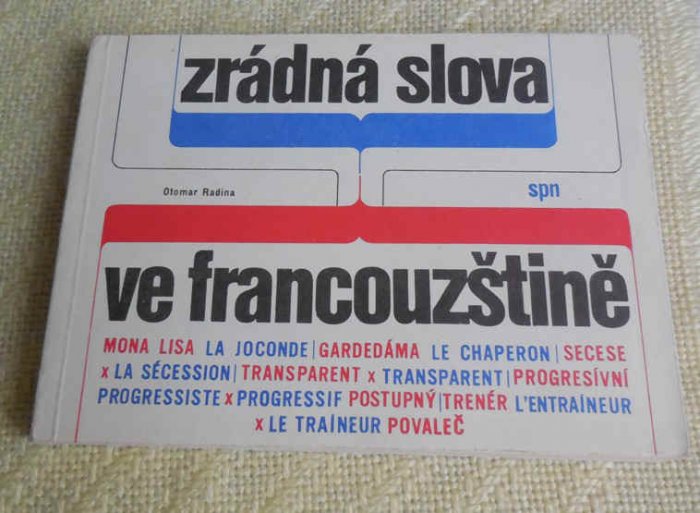 zrádná slova
Otomar Radina
spn
ve francouzštině
MONA LISA LA JOCONDE | GARDEDÁMA LE CHAPERON | SECESE
x LA SÉCESSION | TRANSPARENT x TRANSPARENT | PROGRESÍVNÍ
PROGRESSISTE x PROGRESSIF POSTUPNÝ | TRENÉR L'ENTRAÎNEUR
x LE TRAÎNEUR POVALEČ